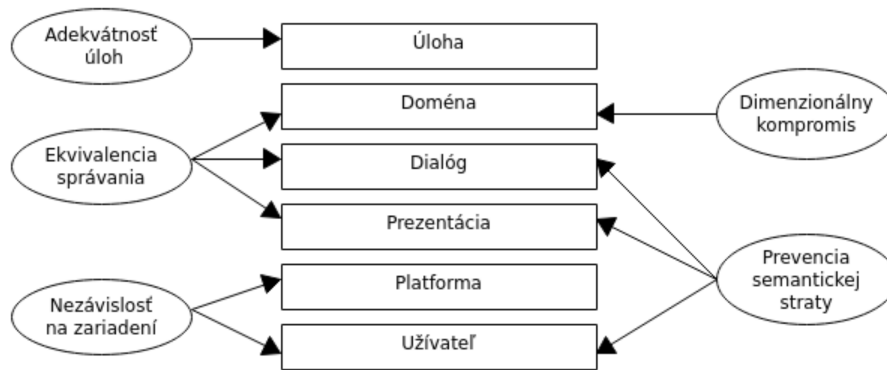 Adekvátnosť
úloh
Úloha
Doména
Dimenzionálny
kompromis
Ekvivalencia
správania
Dialóg
Prezentácia
Prevencia
semantickej
straty
Nezávislosť
na zariadení
Platforma
Užívateľ